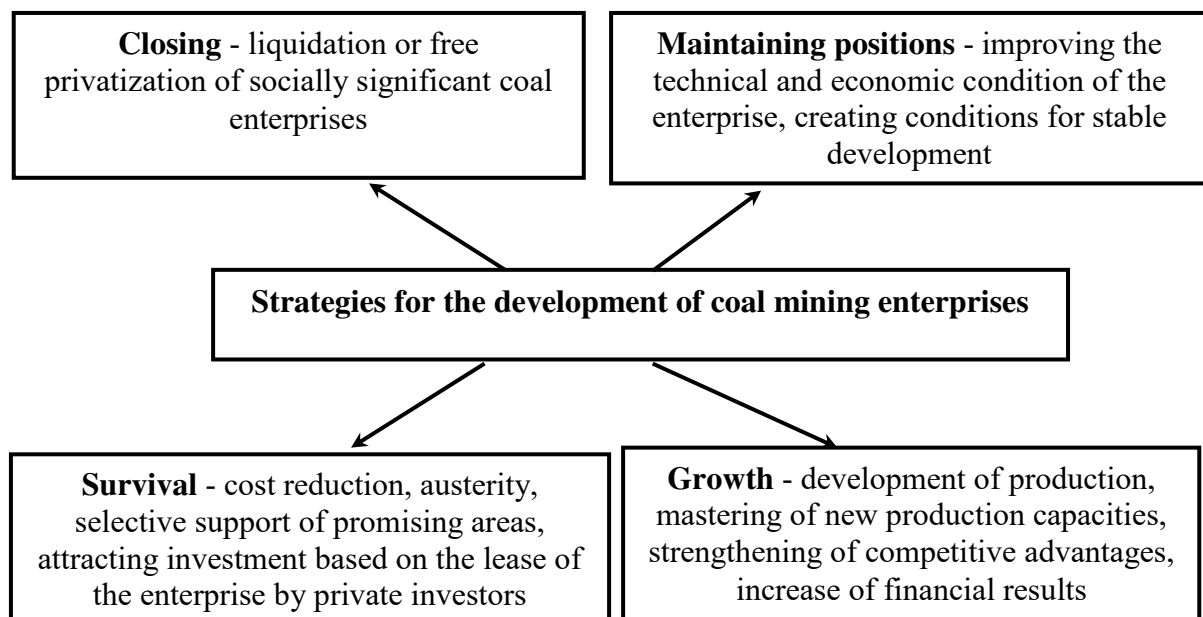 Closing - liquidation or free
privatization of socially significant coal
enterprises
Maintaining positions - improving the
technical and economic condition of the
enterprise, creating conditions for stable
development
Strategies for the development of coal mining enterprises
Survival - cost reduction, austerity,
selective support of promising areas,
attracting investment based on the lease of
the enterprise by private investors
Growth - development of production,
mastering of new production capacities,
strengthening of competitive advantages,
increase of financial results